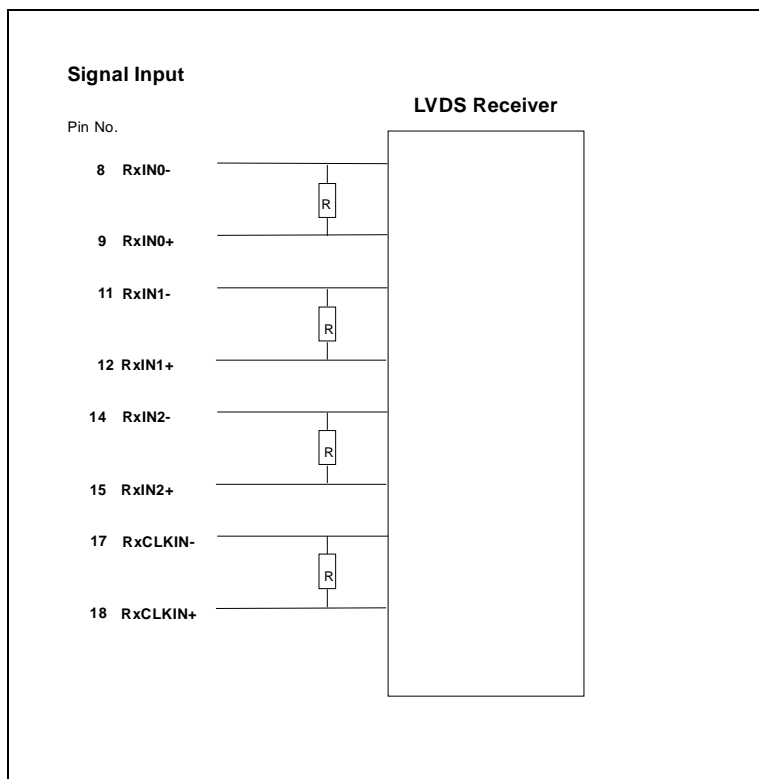 Signal Input
LVDS Receiver
Pin No.
8 RxIN0-
R
9 RxIN0+
11 RxIN1-
R
12 RxIN1+
14 RxIN2-
R
15 RxIN2+
17 RxCLKIN-
R
18 RxCLKIN+